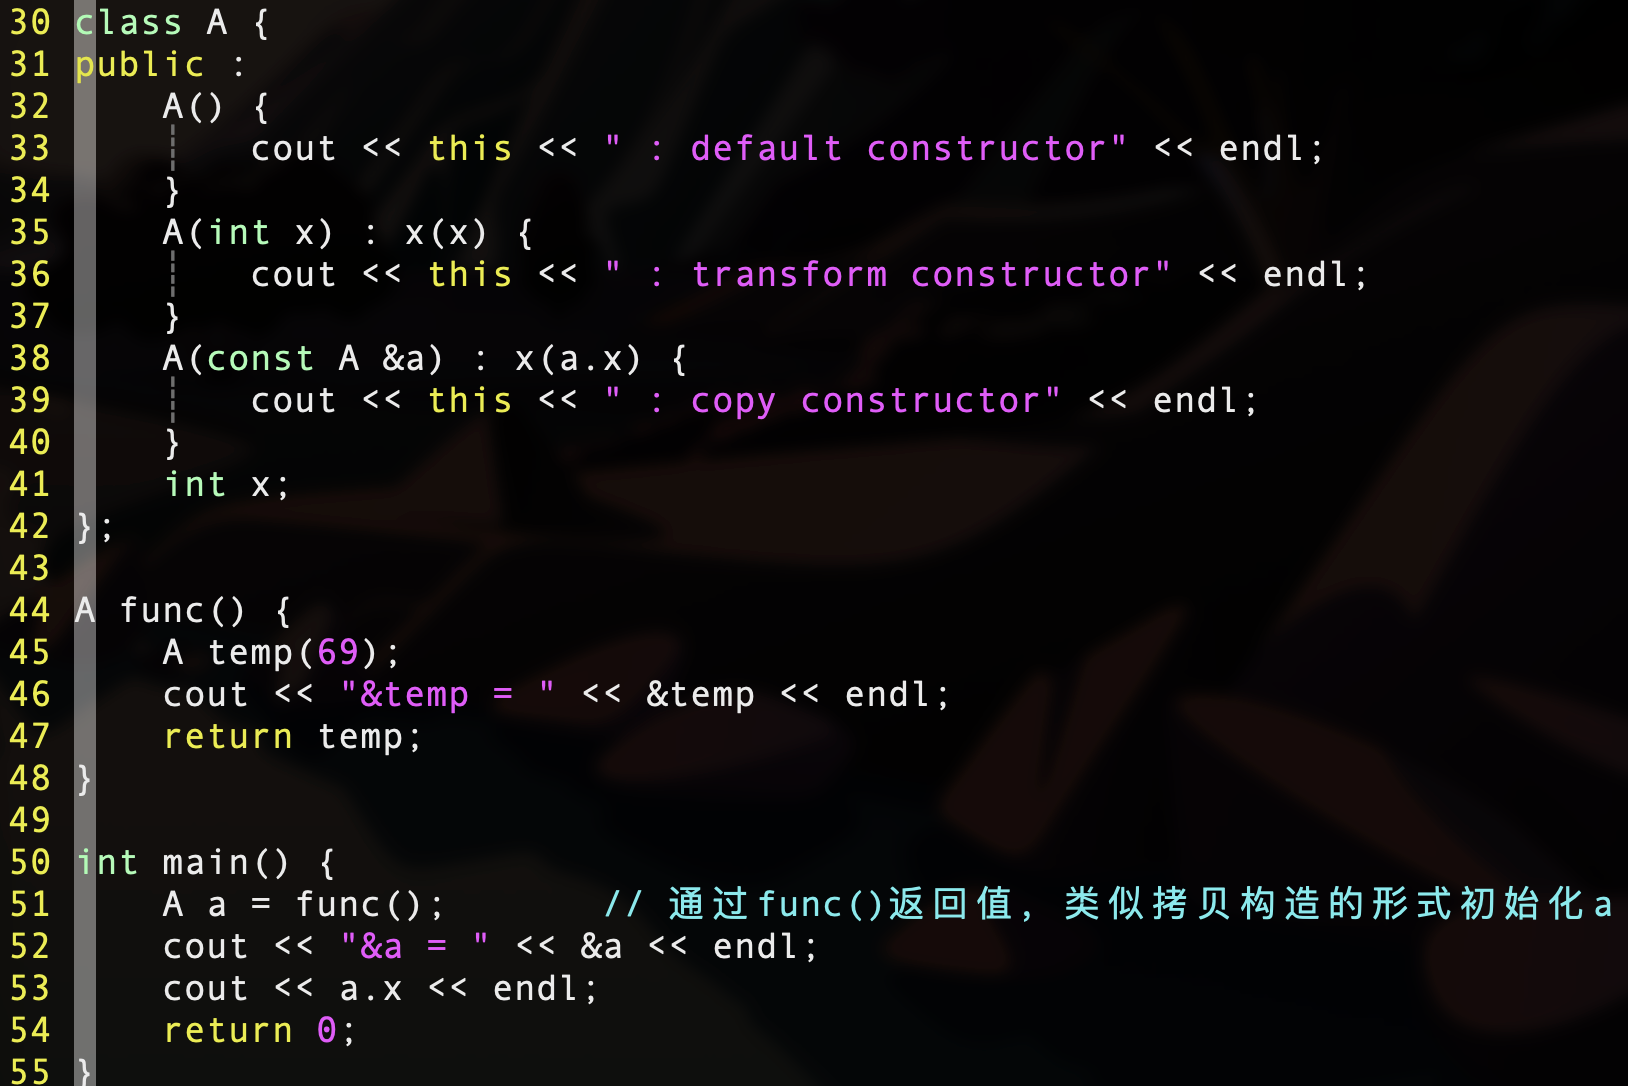 30 class A {
31 public :
32     A() {
33         cout << this << " : default constructor" << endl;
34     }
35     A(int x) : x(x) {
36         cout << this << " : transform constructor" << endl;
37     }
38     A(const A &a) : x(a.x) {
39         cout << this << " : copy constructor" << endl;
40     }
41     int x;
42 };
43
44 A func() {
45     A temp(69);
46     cout << "&temp = " << &temp << endl;
47     return temp;
48 }
49
50 int main() {
51     A a = func();       // 通过func()返回值, 类似拷贝构造的形式初始化a
52     cout << "&a = " << &a << endl;
53     cout << a.x << endl;
54     return 0;
55 }